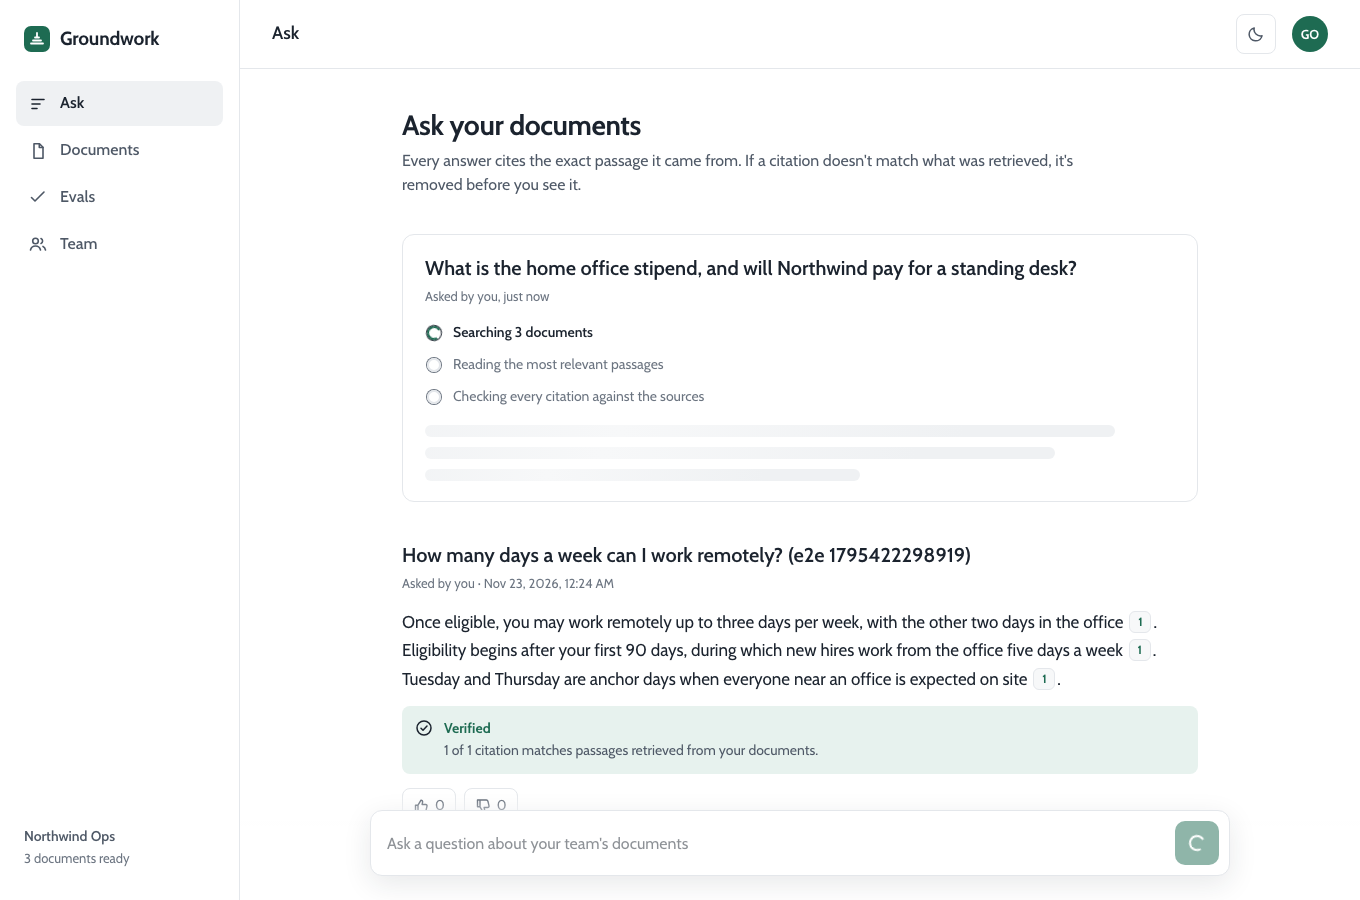 Groundwork
Ask
Documents
Evals
Team
Northwind Ops
3 documents ready
Ask
GO
Ask your documents
Every answer cites the exact passage it came from. If a citation doesn't match what was retrieved, it's
removed before you see it.
What is the home office stipend, and will Northwind pay for a standing desk?
Asked by you, just now
Searching 3 documents
Reading the most relevant passages
Checking every citation against the sources
How many days a week can I work remotely? (e2e 1795422298919)
Asked by you · Nov 23, 2026, 12:24 AM
Once eligible, you may work remotely up to three days per week, with the other two days in the office 1 .
Eligibility begins after your first 90 days, during which new hires work from the office five days a week 1 .
Tuesday and Thursday are anchor days when everyone near an office is expected on site 1 .
Verified
1 of 1 citation matches passages retrieved from your documents.
0 0
Ask a question about your team's documents